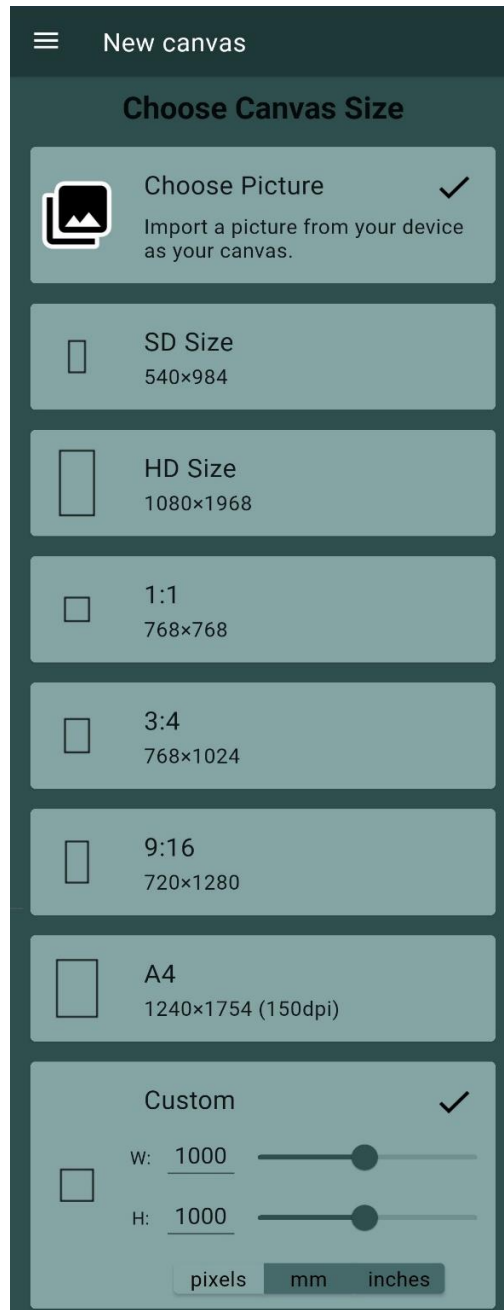 New canvas
Choose Canvas Size
Choose Picture
Import a picture from your device
as your canvas.
SD Size
540×984
HD Size
1080×1968
1:1
768×768
3:4
768×1024
9:16
720×1280
A4
1240×1754 (150dpi)
Custom
W: 1000
H: 1000
pixels mm inches